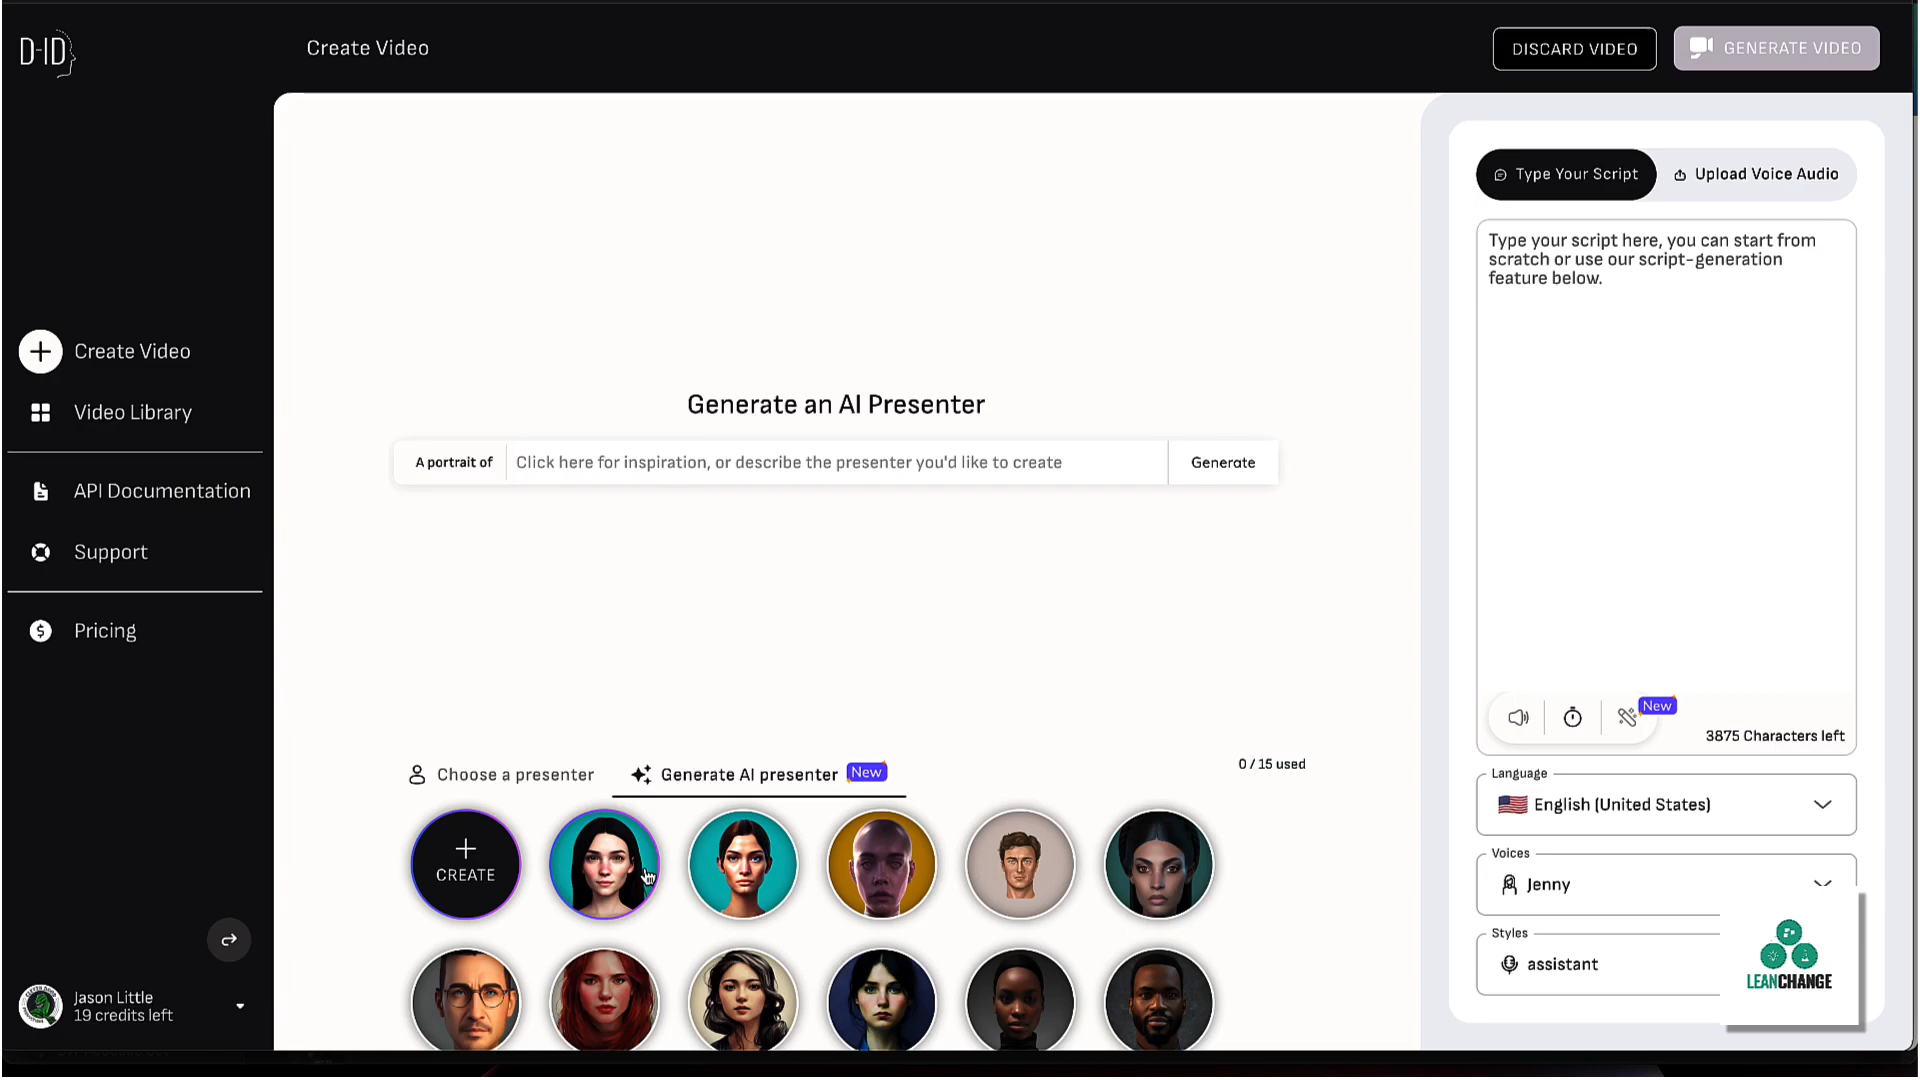 D-ID
Create Video
DISCARD VIDEO
GENERATE VIDEO
Create Video
Video Library
API Documentation
Support
Pricing
Jason Little
19 credits left
Generate an AI Presenter
A portrait of
Click here for inspiration, or describe the presenter you'd like to create
Generate
Choose a presenter
Generate AI presenter
New
0 / 15 used
CREATE
Type Your Script
Upload Voice Audio
Type your script here, you can start from
scratch or use our script-generation
feature below.
New
3875 Characters left
Language
English (United States)
Voices
Jenny
Styles
assistant
LEANCHANGE